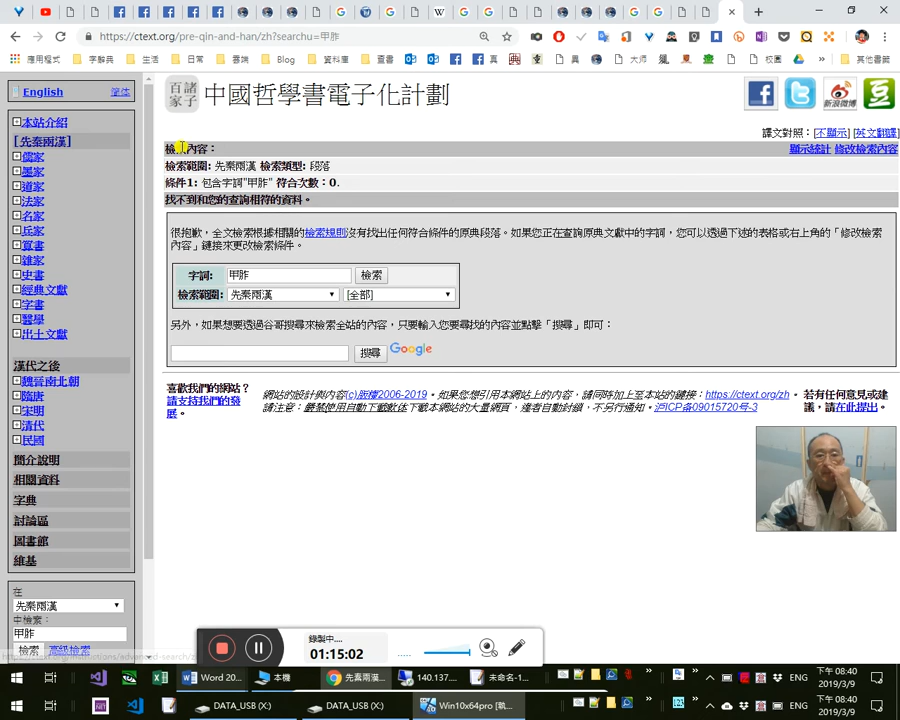 https://ctext.org/pre-qin-and-han/zh?searchu=甲胙
應用程式 字辭典 生活 日常 雲端 Blog 資料庫 查書 真 典 大師 校園 其他書籤
English 簡体
諸子百家 中國哲學書電子化計劃
譯文對照：[不顯示] [英文翻譯]
本站介紹
[先秦兩漢]
儒家
墨家
道家
法家
名家
兵家
算書
雜家
史書
經典文獻
字書
醫學
出土文獻
漢代之後
魏晉南北朝
隋唐
宋明
清代
民國
簡介說明
相關資料
字典
討論區
圖書館
維基
在
先秦兩漢
中檢索：
甲胙
檢索 高級檢索
內容：
顯示統計 修改檢索內容
檢索範圍: 先秦兩漢 檢索類型: 段落
條件1: 包含字詞"甲胙" 符合次數：0.
找不到和您的查詢相符的資料。
很抱歉，全文檢索根據相關的檢索規則沒有找出任何符合條件的原典段落。如果您正在查詢原典文獻中的字詞，您可以透過下述的表格或右上角的「修改檢索
內容」鏈接來更改檢索條件。
字詞: 甲胙 檢索
檢索範圍: 先秦兩漢 [全部]
另外，如果想要透過谷哥搜尋來檢索全站的內容，只要輸入您要尋找的內容並點擊「搜尋」即可：
搜尋 Google
喜歡我們的網站？請支持我們的發展。
網站的設計與內容(c)版權2006-2019。如果您想引用本網站上的內容，請同時加上至本站的鏈接：https://ctext.org/zh。
請注意：嚴禁使用自動下載軟体下載本網站的大量網頁，違者自動封鎖，不另行通知。沪ICP备09015720号-3
若有任何意見或建議，請在此提出。
錄製中....
01:15:02
Word 20... 本機 先秦兩漢... 140.137.... 未命名-1... ENG 下午 08:40
2019/3/9
DATA_USB (X:) DATA_USB (X:) Win10x64pro [執... ENG 下午 08:40
2019/3/9